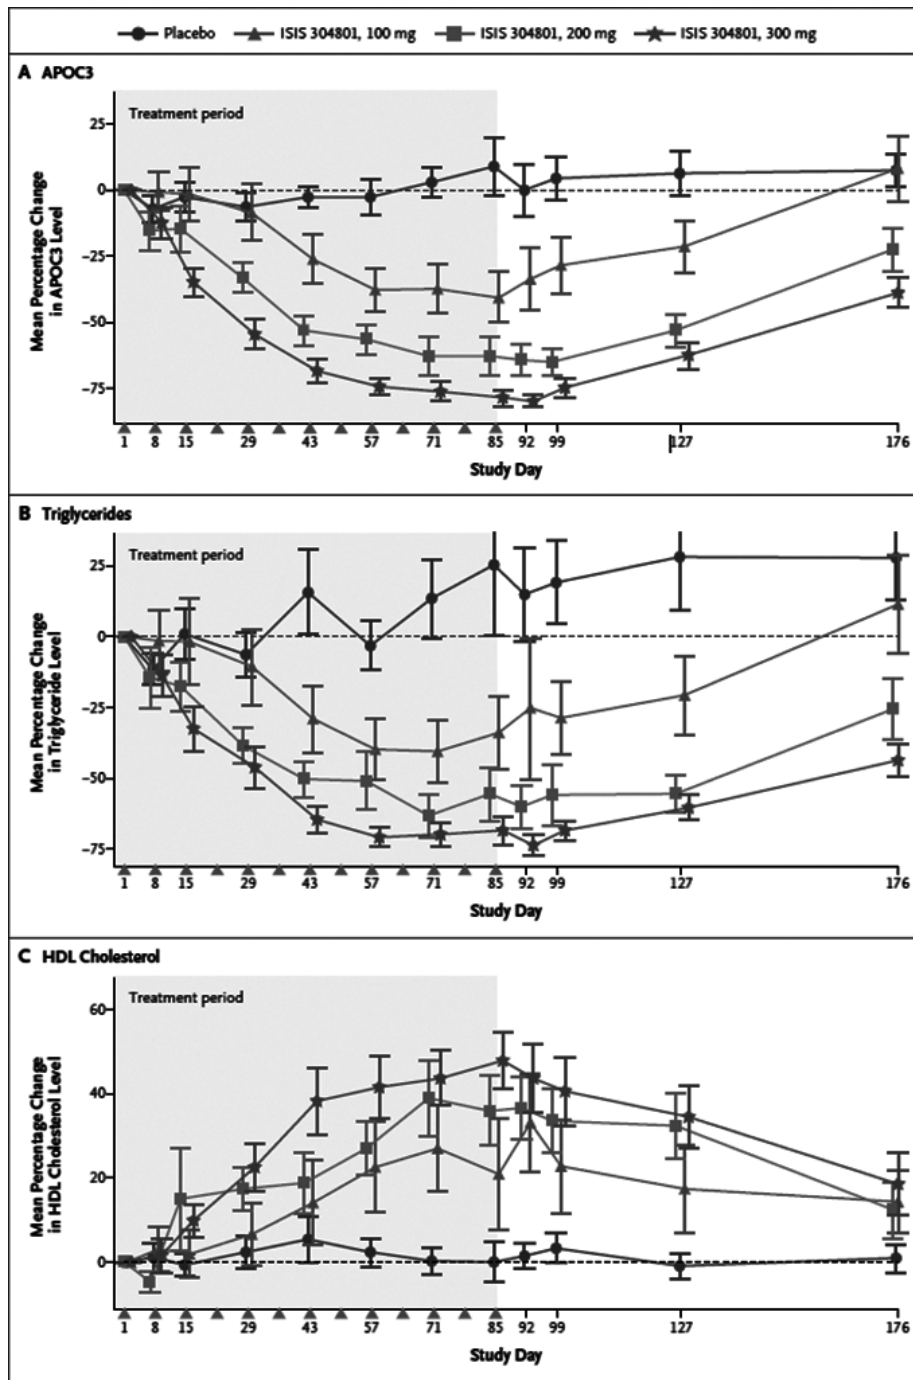 Placebo ISIS 304801, 100 mg ISIS 304801, 200 mg ISIS 304801, 300 mg
A APOC3
Treatment period
Mean Percentage Change
in APOC3 Level
25
0
−25
−50
−75
1 8 15 29 43 57 71 85 92 99 127 176
Study Day
B Triglycerides
Treatment period
Mean Percentage Change
in Triglyceride Level
25
0
−25
−50
−75
1 8 15 29 43 57 71 85 92 99 127 176
Study Day
C HDL Cholesterol
Treatment period
Mean Percentage Change
in HDL Cholesterol Level
60
40
20
0
1 8 15 29 43 57 71 85 92 99 127 176
Study Day